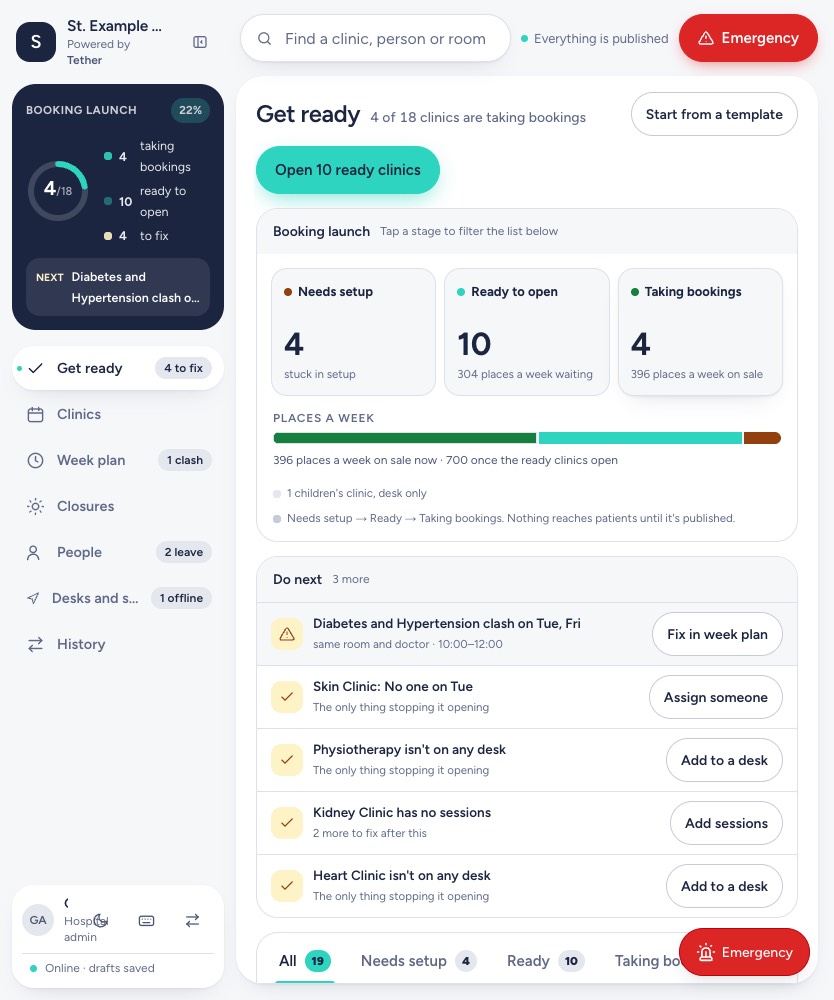 S
St. Example ...
Powered by
Tether
Find a clinic, person or room
Everything is published
Emergency
BOOKING LAUNCH
22%
4/18
4 taking
bookings
10 ready to
open
4 to fix
NEXT Diabetes and
Hypertension clash o...
Get ready
4 to fix
Clinics
Week plan
1 clash
Closures
People
2 leave
Desks and s...
1 offline
History
GA
Hospital
admin
Online · drafts saved
Get ready
4 of 18 clinics are taking bookings
Start from a template
Open 10 ready clinics
Booking launch
Tap a stage to filter the list below
Needs setup
4
stuck in setup
Ready to open
10
304 places a week waiting
Taking bookings
4
396 places a week on sale
PLACES A WEEK
396 places a week on sale now · 700 once the ready clinics open
1 children's clinic, desk only
Needs setup → Ready → Taking bookings. Nothing reaches patients until it's published.
Do next
3 more
Diabetes and Hypertension clash on Tue, Fri
same room and doctor · 10:00–12:00
Fix in week plan
Skin Clinic: No one on Tue
The only thing stopping it opening
Assign someone
Physiotherapy isn't on any desk
The only thing stopping it opening
Add to a desk
Kidney Clinic has no sessions
2 more to fix after this
Add sessions
Heart Clinic isn't on any desk
The only thing stopping it opening
Add to a desk
All 19
Needs setup 4
Ready 10
Taking bo
Emergency